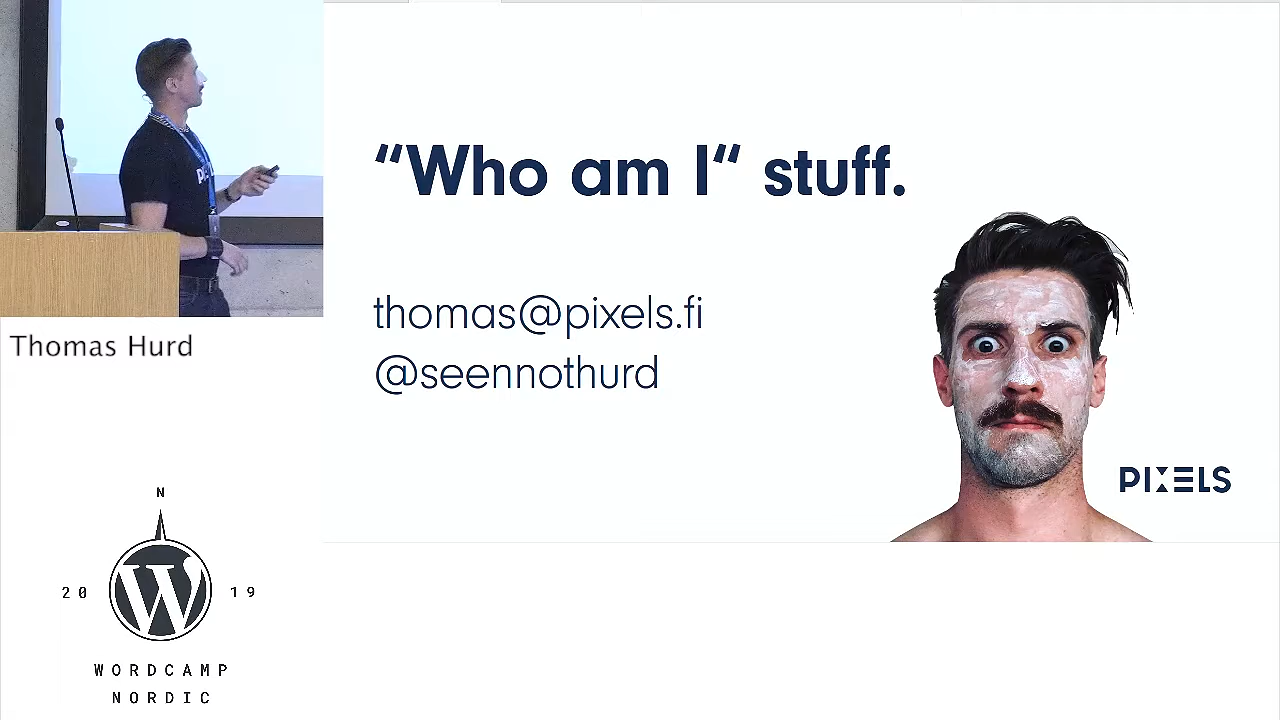 “Who am I“ stuff.
thomas@pixels.fi
@seennothurd
PIXELS
Thomas Hurd
N
20 19
WORDCAMP
NORDIC